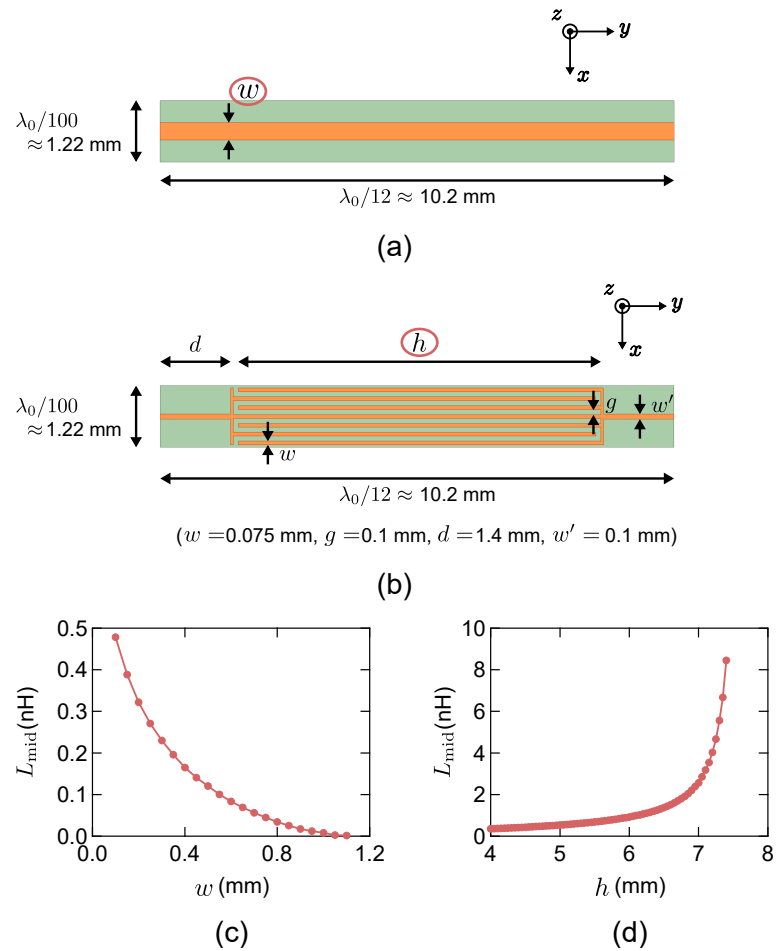 z
y
x
w
λ₀/100
≈1.22 mm
λ₀/12 ≈ 10.2 mm
(a)
z
y
x
d
h
λ₀/100
≈1.22 mm
g
w′
w
λ₀/12 ≈ 10.2 mm
(w =0.075 mm, g =0.1 mm, d =1.4 mm, w′ = 0.1 mm)
(b)
0.5
0.4
0.3
0.2
0.1
0.0
L_mid(nH)
0.0 0.4 0.8 1.2
w (mm)
(c)
10
8
6
4
2
0
L_mid(nH)
4 5 6 7 8
h (mm)
(d)